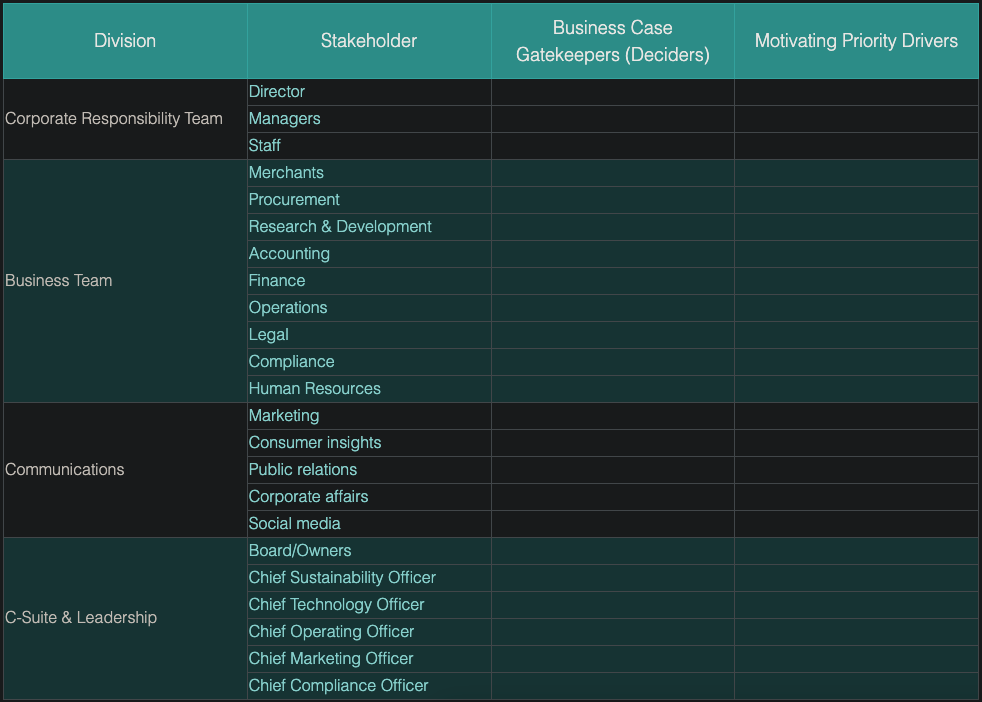 Division
Stakeholder
Business Case
Gatekeepers (Deciders)
Motivating Priority Drivers
Corporate Responsibility Team
Director
Managers
Staff
Business Team
Merchants
Procurement
Research & Development
Accounting
Finance
Operations
Legal
Compliance
Human Resources
Communications
Marketing
Consumer insights
Public relations
Corporate affairs
Social media
C-Suite & Leadership
Board/Owners
Chief Sustainability Officer
Chief Technology Officer
Chief Operating Officer
Chief Marketing Officer
Chief Compliance Officer